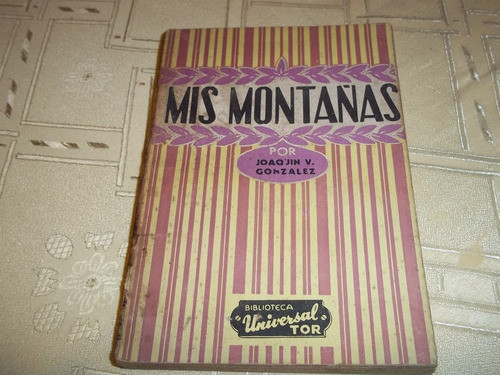 MIS MONTAÑAS
POR
JOAQUIN V.
GONZALEZ
BIBLIOTECA
"Universal"
TOR